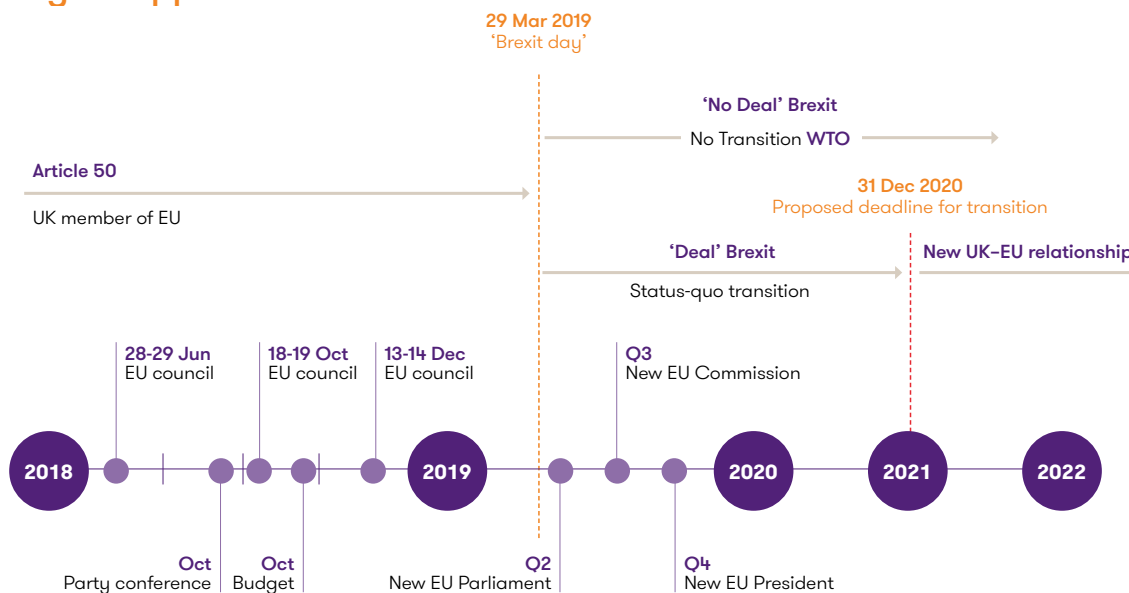 29 Mar 2019
‘Brexit day’
‘No Deal’ Brexit
No Transition WTO
Article 50
UK member of EU
31 Dec 2020
Proposed deadline for transition
‘Deal’ Brexit
Status-quo transition
New UK–EU relationship
28-29 Jun
EU council
18-19 Oct
EU council
13-14 Dec
EU council
Q3
New EU Commission
2018
2019
2020
2021
2022
Oct
Party conference
Oct
Budget
Q2
New EU Parliament
Q4
New EU President